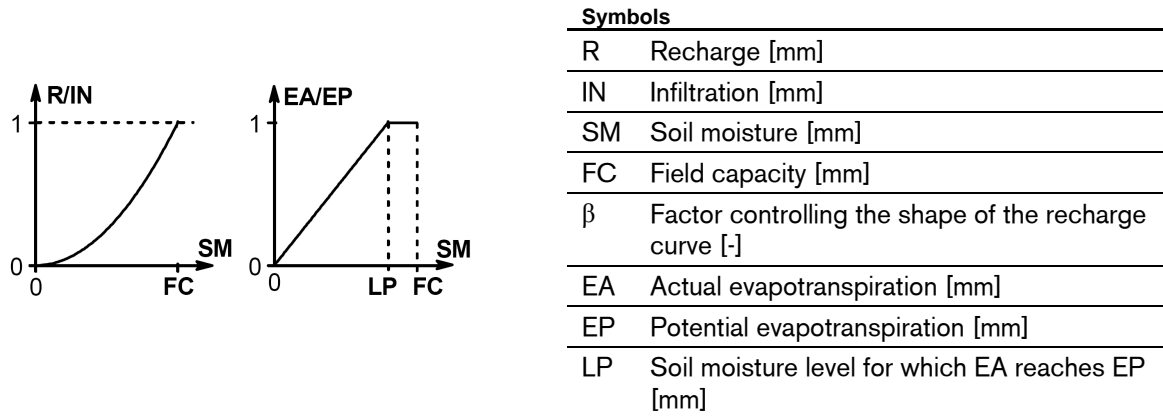 R/IN
1
0
0
FC
SM
EA/EP
1
0
0
LP
FC
SM
Symbols
R Recharge [mm]
IN Infiltration [mm]
SM Soil moisture [mm]
FC Field capacity [mm]
β Factor controlling the shape of the recharge
curve [-]
EA Actual evapotranspiration [mm]
EP Potential evapotranspiration [mm]
LP Soil moisture level for which EA reaches EP
[mm]